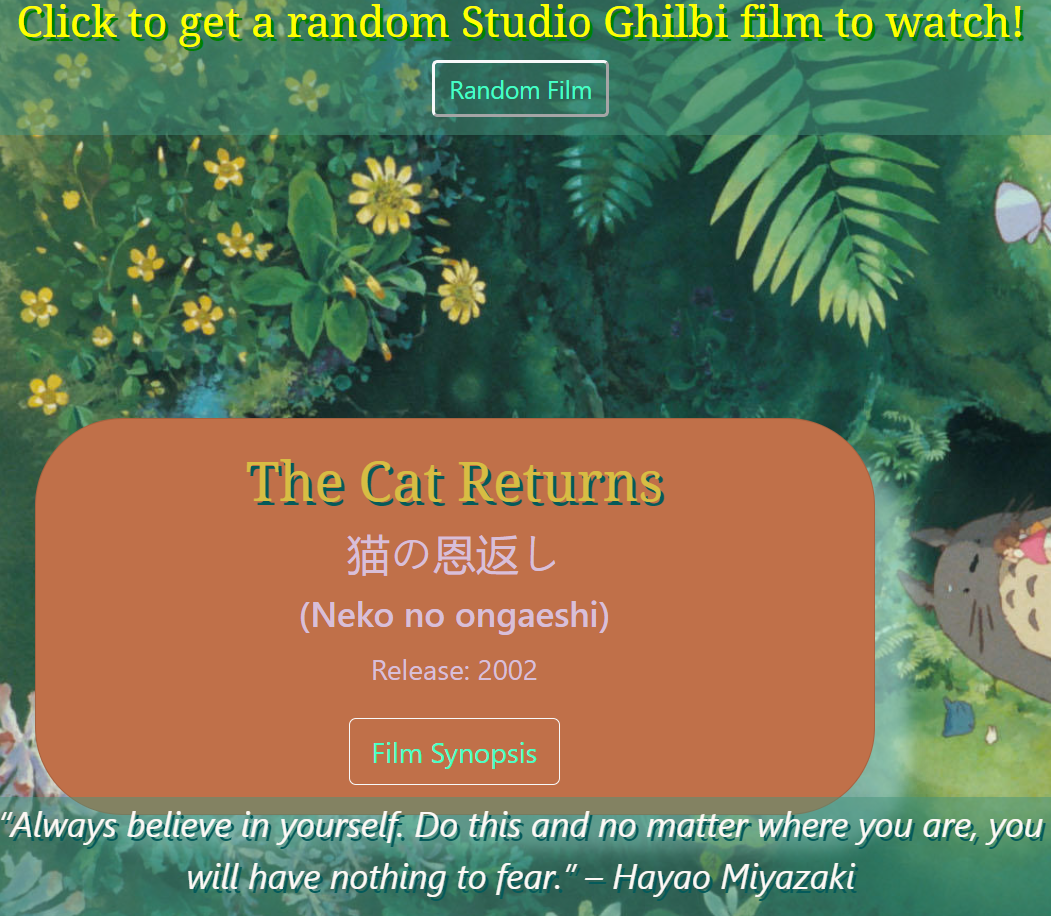 Click to get a random Studio Ghilbi film to watch!
Random Film
The Cat Returns
猫の恩返し
(Neko no ongaeshi)
Release: 2002
Film Synopsis
“Always believe in yourself. Do this and no matter where you are, you
will have nothing to fear.” – Hayao Miyazaki